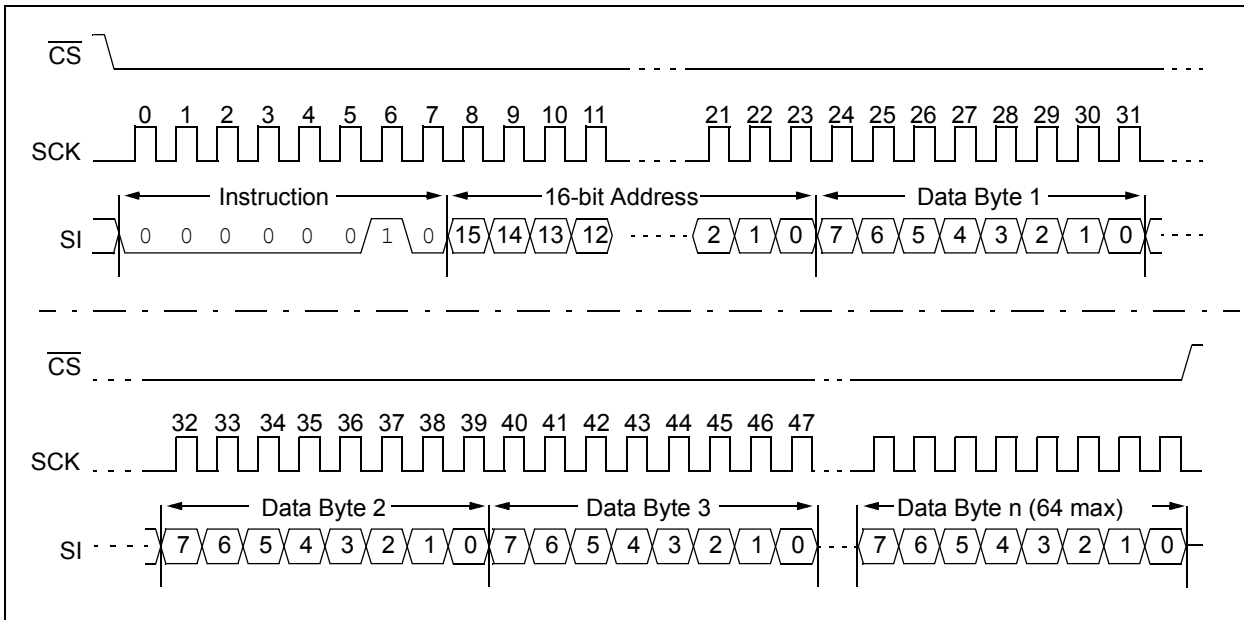 CS
0 1 2 3 4 5 6 7 8 9 10 11 21 22 23 24 25 26 27 28 29 30 31
SCK
Instruction 16-bit Address Data Byte 1
SI 0 0 0 0 0 0 1 0 15 14 13 12 2 1 0 7 6 5 4 3 2 1 0
CS
32 33 34 35 36 37 38 39 40 41 42 43 44 45 46 47
SCK
Data Byte 2 Data Byte 3 Data Byte n (64 max)
SI 7 6 5 4 3 2 1 0 7 6 5 4 3 2 1 0 7 6 5 4 3 2 1 0